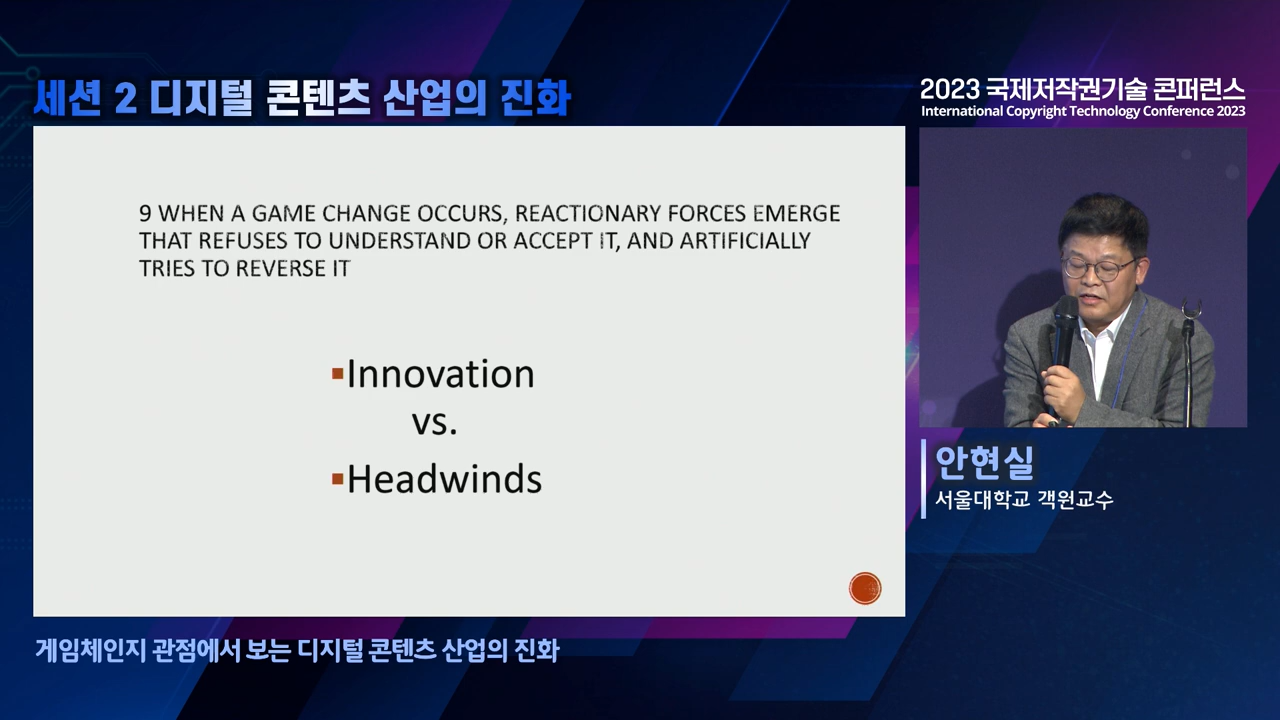 세션 2 디지털 콘텐츠 산업의 진화
2023 국제저작권기술 콘퍼런스
International Copyright Technology Conference 2023
9 WHEN A GAME CHANGE OCCURS, REACTIONARY FORCES EMERGE
THAT REFUSES TO UNDERSTAND OR ACCEPT IT, AND ARTIFICIALLY
TRIES TO REVERSE IT
▪Innovation
vs.
▪Headwinds
안현실
서울대학교 객원교수
게임체인지 관점에서 보는 디지털 콘텐츠 산업의 진화